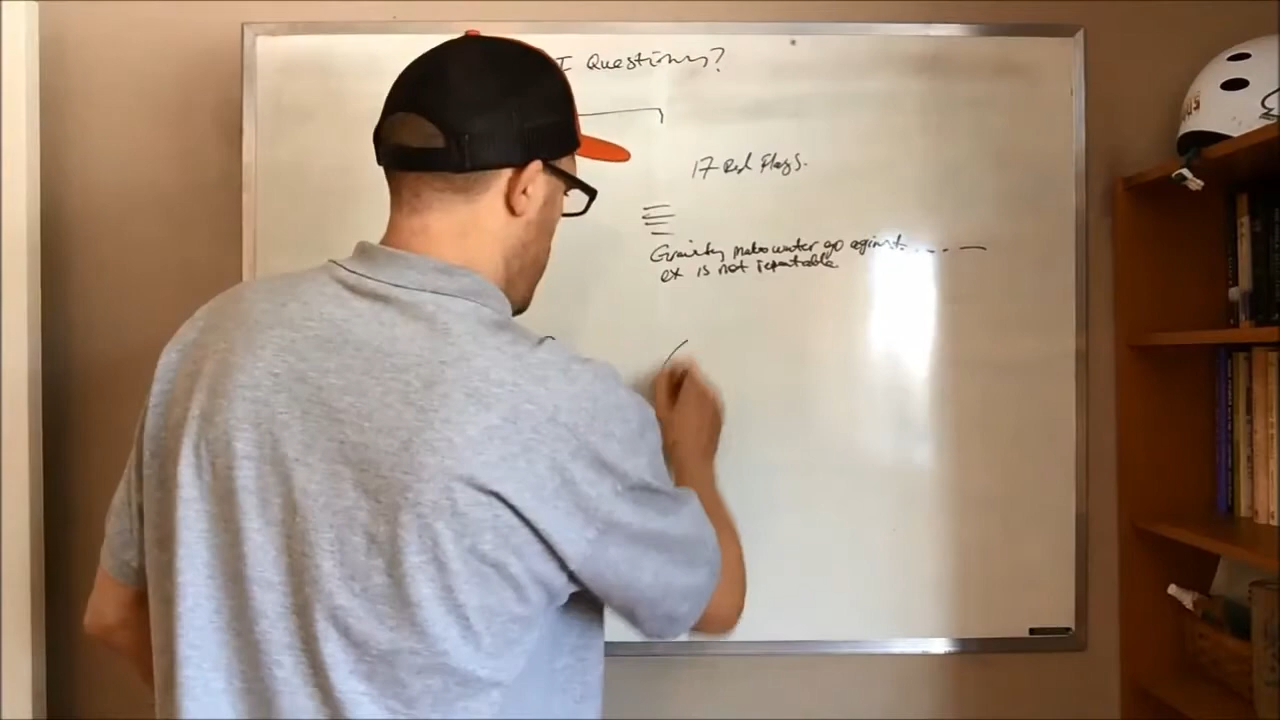 I Questions?
17 Red Flags.
Gravity makes water go against.... —
ex is not repeatable